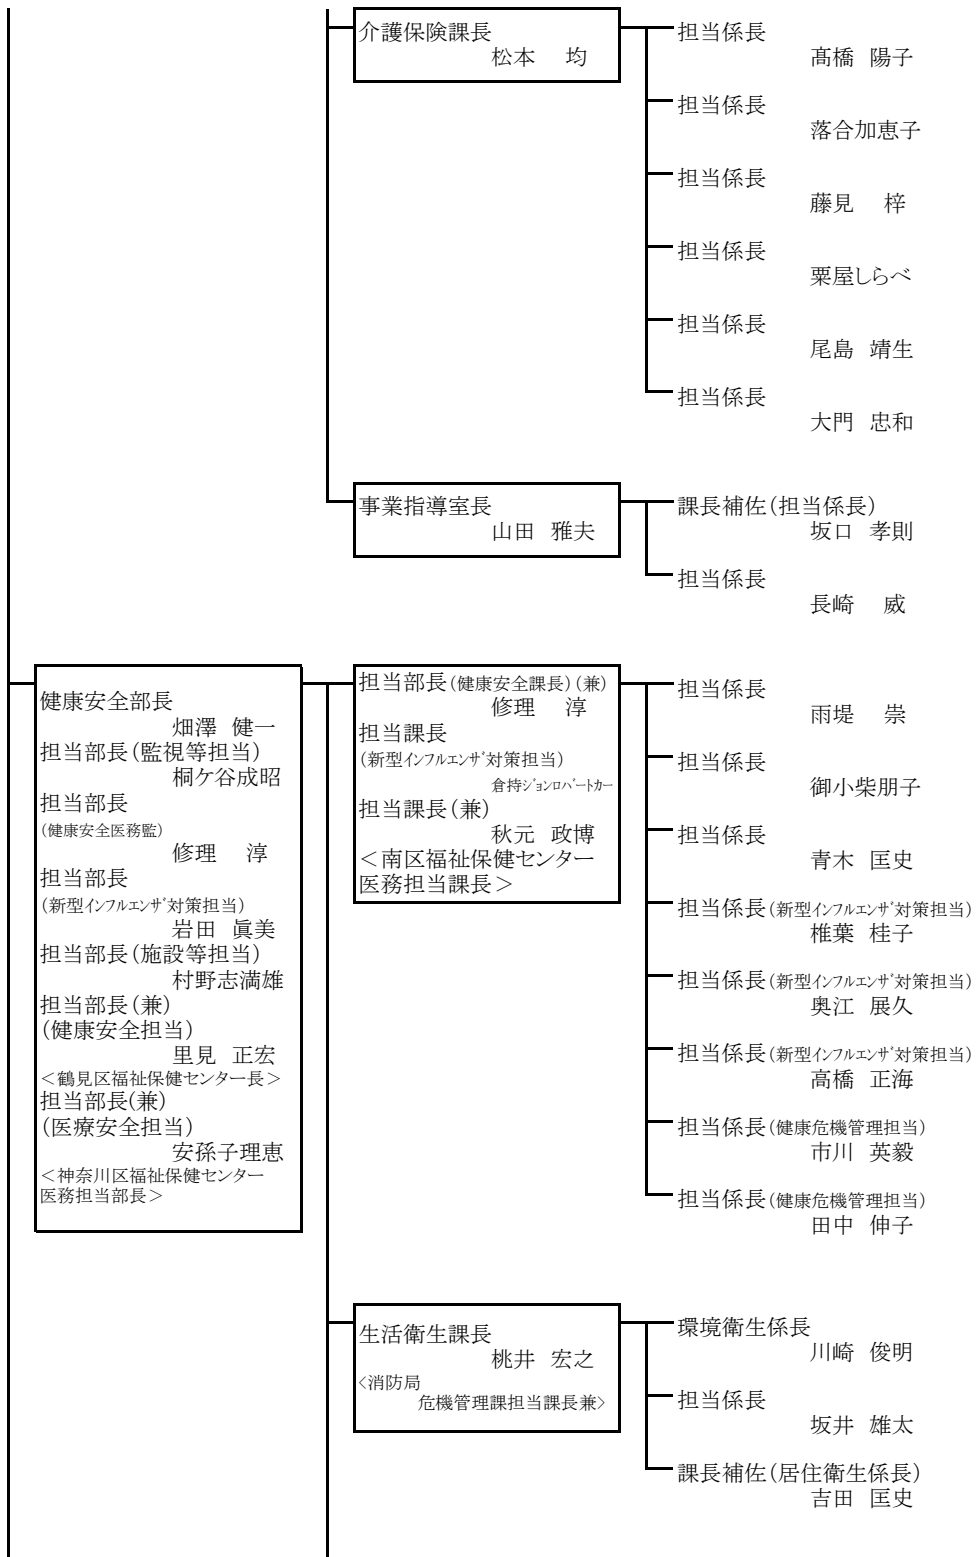 介護保険課長
松本　均
担当係長
髙橋　陽子
担当係長
落合加恵子
担当係長
藤見　梓
担当係長
粟屋しらべ
担当係長
尾島　靖生
担当係長
大門　忠和
事業指導室長
山田　雅夫
課長補佐(担当係長)
坂口　孝則
担当係長
長崎　威
健康安全部長
畑澤　健一
担当部長(監視等担当)
桐ケ谷成昭
担当部長
(健康安全医務監)
修理　淳
担当部長
(新型インフルエンザ対策担当)
岩田　眞美
担当部長(施設等担当)
村野志満雄
担当部長(兼)
(健康安全担当)
里見　正宏
＜鶴見区福祉保健センター長＞
担当部長(兼)
(医療安全担当)
安孫子理恵
＜神奈川区福祉保健センター
医務担当部長＞
担当部長(健康安全課長)(兼)
修理　淳
担当課長
(新型インフルエンザ対策担当)
倉持ジョンロバートカー
担当課長(兼)
秋元　政博
＜南区福祉保健センター
医務担当課長＞
担当係長
雨堤　崇
担当係長
御小柴朋子
担当係長
青木　匡史
担当係長(新型インフルエンザ対策担当)
椎葉　桂子
担当係長(新型インフルエンザ対策担当)
奥江　展久
担当係長(新型インフルエンザ対策担当)
高橋　正海
担当係長(健康危機管理担当)
市川　英毅
担当係長(健康危機管理担当)
田中　伸子
生活衛生課長
桃井　宏之
<消防局
危機管理課担当課長兼>
環境衛生係長
川崎　俊明
担当係長
坂井　雄太
課長補佐(居住衛生係長)
吉田　匡史